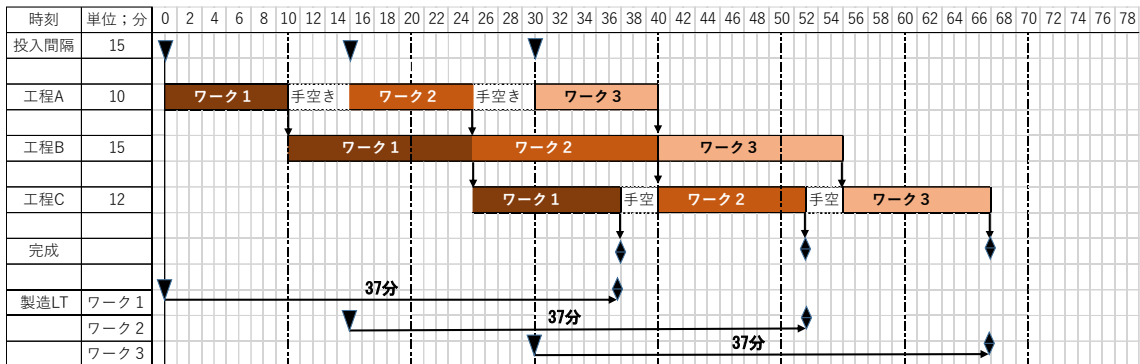 時刻 単位；分 0 2 4 6 8 10 12 14 16 18 20 22 24 26 28 30 32 34 36 38 40 42 44 46 48 50 52 54 56 58 60 62 64 66 68 70 72 74 76 78
投入間隔 15
工程A 10 ワーク１ 手空き ワーク２ 手空き ワーク３
工程B 15 ワーク１ ワーク２ ワーク３
工程C 12 ワーク１ 手空 ワーク２ 手空 ワーク３
完成
37分
製造LT ワーク１
37分
ワーク２
37分
ワーク３